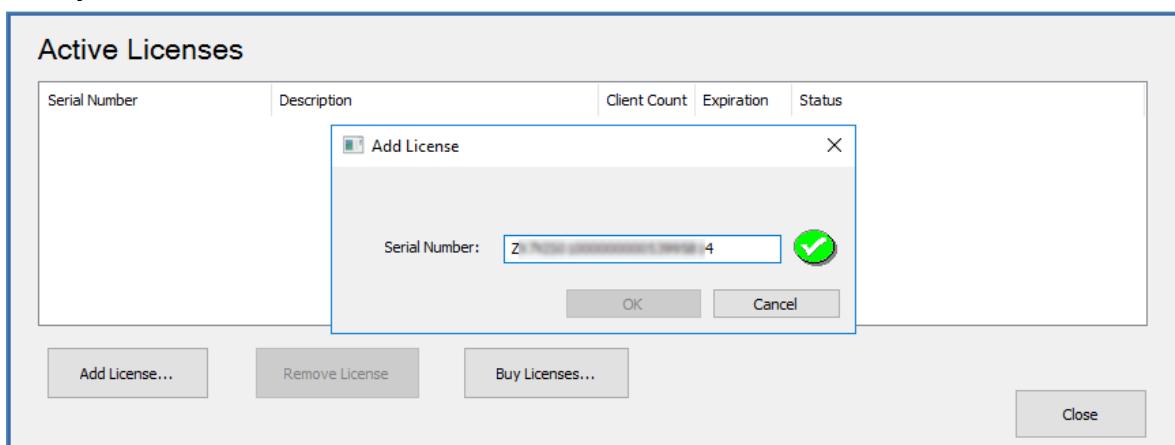 Active Licenses
Serial Number Description Client Count Expiration Status
Add License
Serial Number:
OK Cancel
Add License... Remove License Buy Licenses...
Close